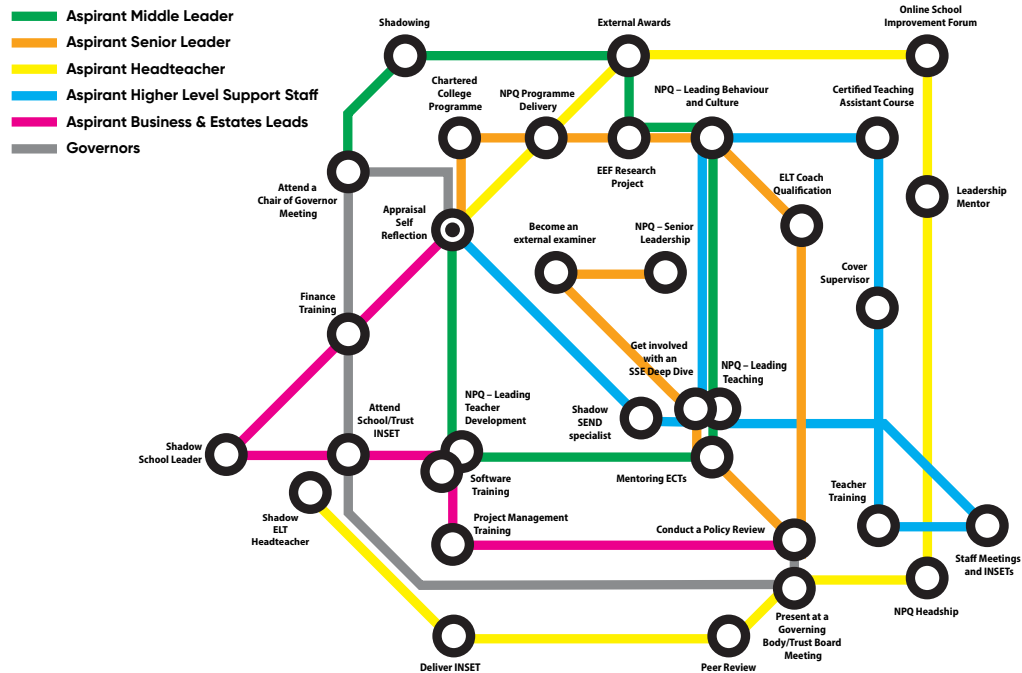 Aspirant Middle Leader
Aspirant Senior Leader
Aspirant Headteacher
Aspirant Higher Level Support Staff
Aspirant Business & Estates Leads
Governors
Shadowing
External Awards
Online School
Improvement Forum
Chartered
College
Programme
NPQ Programme
Delivery
NPQ – Leading Behaviour
and Culture
Certified Teaching
Assistant Course
EEF Research
Project
ELT Coach
Qualification
Attend a
Chair of Governor
Meeting
Appraisal
Self
Reflection
Leadership
Mentor
Become an
external examiner
NPQ – Senior
Leadership
Cover
Supervisor
Finance
Training
Get involved
with an
SSE Deep Dive
NPQ – Leading
Teaching
Attend
School/Trust
INSET
NPQ – Leading
Teacher
Development
Shadow
SEND
specialist
Shadow
School Leader
Software
Training
Mentoring ECTs
Teacher
Training
Shadow
ELT
Headteacher
Project Management
Training
Conduct a Policy Review
Staff Meetings
and INSETs
NPQ Headship
Present at a
Governing
Body/Trust Board
Meeting
Deliver INSET
Peer Review